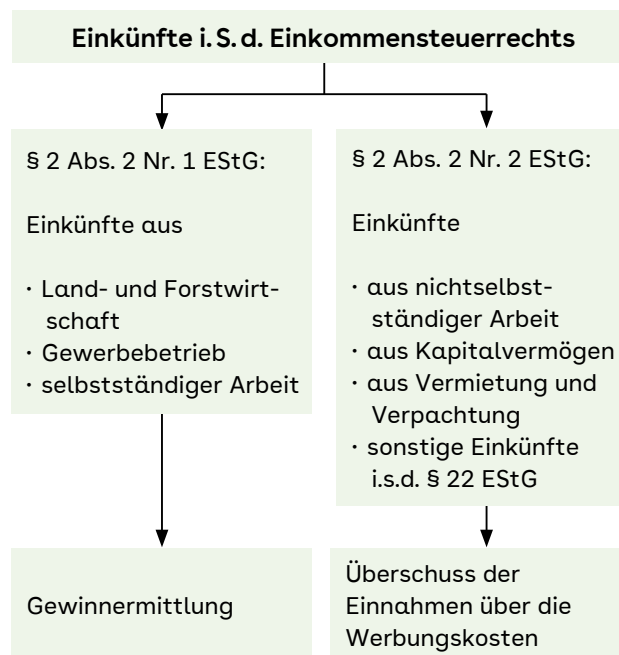 Einkünfte i. S. d. Einkommensteuerrechts
§ 2 Abs. 2 Nr. 1 EStG:
Einkünfte aus
· Land- und Forstwirt-
schaft
· Gewerbebetrieb
· selbstständiger Arbeit
Gewinnermittlung
§ 2 Abs. 2 Nr. 2 EStG:
Einkünfte
· aus nichtselbst-
ständiger Arbeit
· aus Kapitalvermögen
· aus Vermietung und
Verpachtung
· sonstige Einkünfte
i.s.d. § 22 EStG
Überschuss der
Einnahmen über die
Werbungskosten